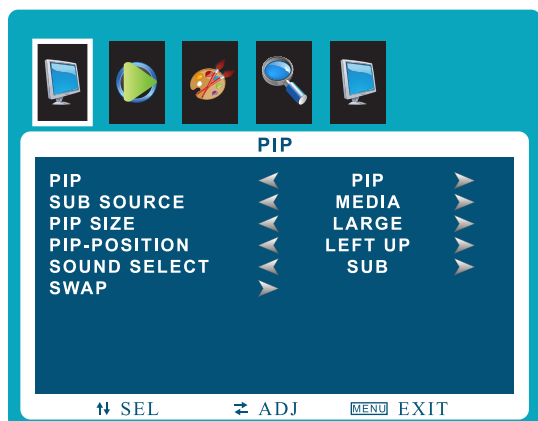 PIP
PIP PIP
SUB SOURCE MEDIA
PIP SIZE LARGE
PIP-POSITION LEFT UP
SOUND SELECT SUB
SWAP
SEL ADJ MENU EXIT